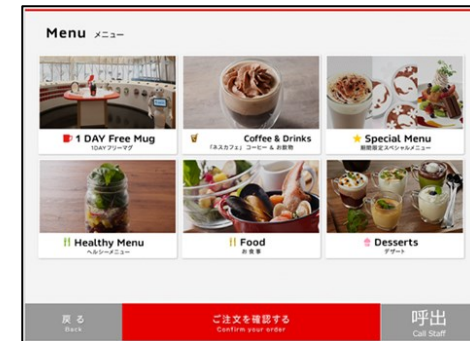 Menu メニュー
1 DAY Free Mug
1DAYフリーマグ
Coffee & Drinks
「ネスカフェ」 コーヒー & お飲物
Special Menu
期間限定スペシャルメニュー
Healthy Menu
ヘルシーメニュー
Food
お食事
Desserts
デザート
戻る
Back
ご注文を確認する
Confirm your order
呼出
Call Staff